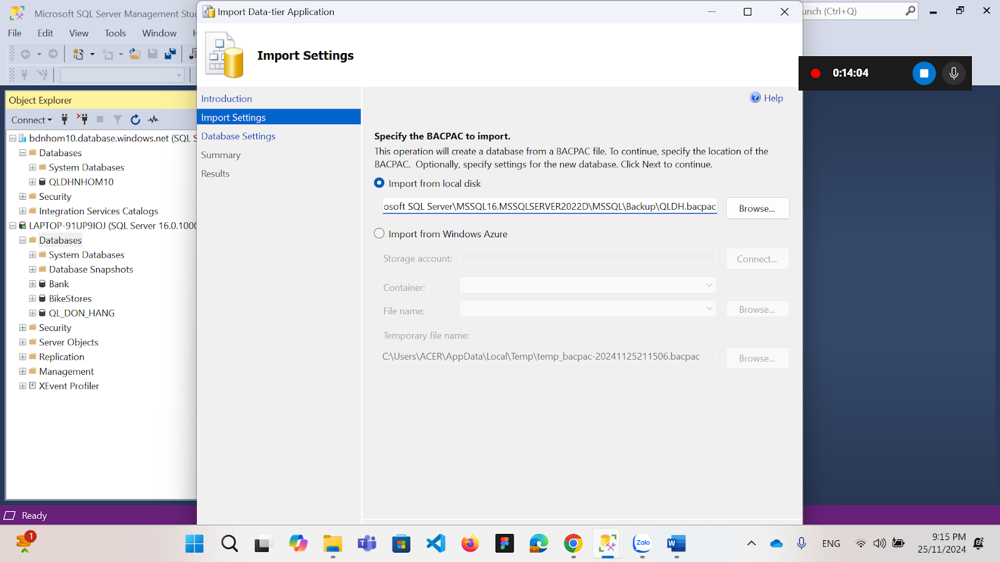 Microsoft SQL Server Management Stu
Import Data-tier Application
unch (Ctrl+Q)
File Edit View Tools Window H
Import Settings
0:14:04
Object Explorer
Connect
bdnhom10.database.windows.net (SQL S
Databases
System Databases
QLDHNHOM10
Security
Integration Services Catalogs
LAPTOP-91UP9IOJ (SQL Server 16.0.1000
Databases
System Databases
Database Snapshots
Bank
BikeStores
QL_DON_HANG
Security
Server Objects
Replication
Management
XEvent Profiler
Introduction
Import Settings
Database Settings
Summary
Results
Help
Specify the BACPAC to import.
This operation will create a database from a BACPAC file. To continue, specify the location of the
BACPAC.  Optionally, specify settings for the new database. Click Next to continue.
Import from local disk
osoft SQL Server\MSSQL16.MSSQLSERVER2022D\MSSQL\Backup\QLDH.bacpac
Browse...
Import from Windows Azure
Storage account:
Connect...
Container:
File name:
Browse...
Temporary file name:
C:\Users\ACER\AppData\Local\Temp\temp_bacpac-20241125211506.bacpac
Browse...
Ready
1
Zalo
W
ENG
9:15 PM
25/11/2024